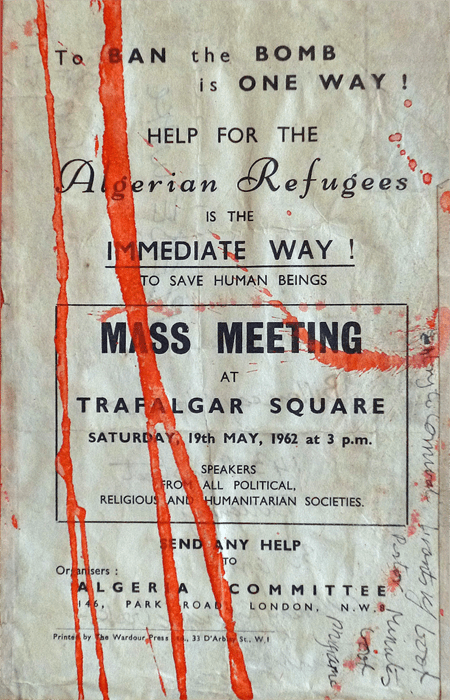 To BAN the BOMB
is ONE WAY !
HELP FOR THE
Algerian Refugees
IS THE
IMMEDIATE WAY !
TO SAVE HUMAN BEINGS
MASS MEETING
AT
TRAFALGAR SQUARE
SATURDAY, 19th MAY, 1962 at 3 p.m.
SPEAKERS
FROM ALL POLITICAL,
RELIGIOUS AND HUMANITARIAN SOCIETIES.
SEND ANY HELP
TO
Organisers :
ALGERIA COMMITTEE
146, PARK ROAD LONDON, N.W.
Printed by The Wardour Press Ltd., 33 D'Arblay St., W.1